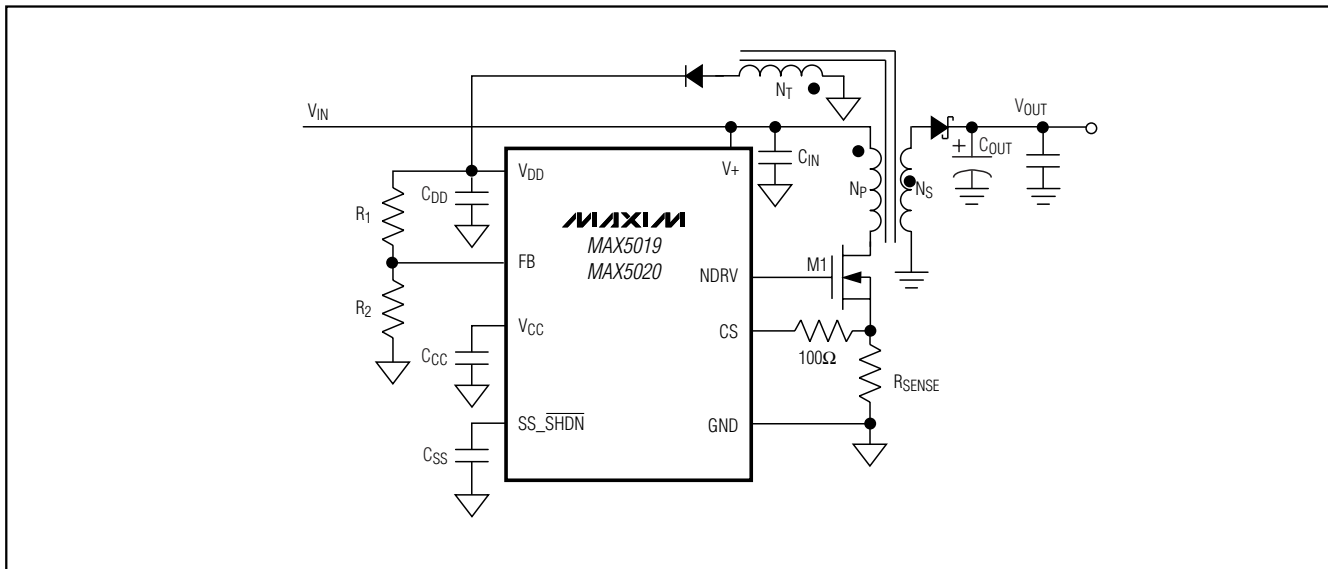 NT
VIN
VOUT
VDD
V+
CIN
+
COUT
CDD
R1
NP
NS
MAXIM
MAX5019
MAX5020
M1
FB
NDRV
R2
VCC
CS
CCC
100Ω
RSENSE
SS_SHDN
GND
CSS